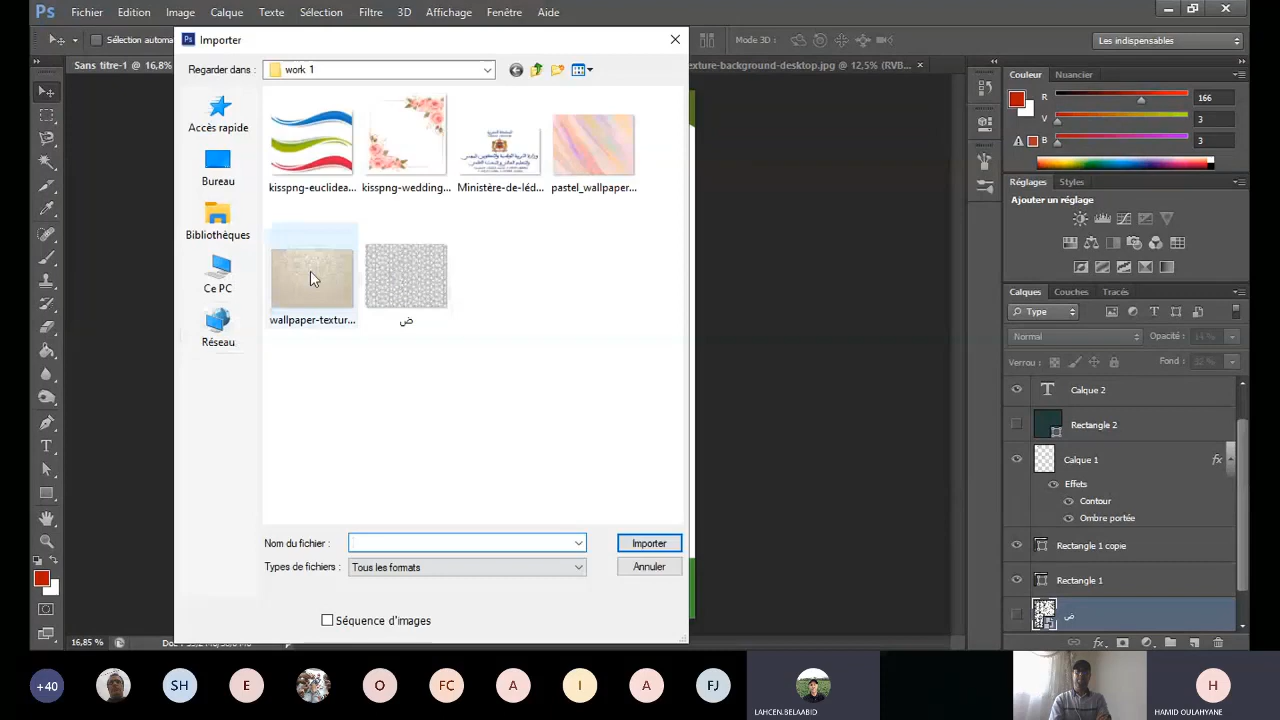 Ps Fichier Edition Image Calque Texte Sélection Filtre 3D Affichage Fenêtre Aide
Sélection automa
Mode 3D :
Les indispensables
Sans titre-1 @ 16,8%
exture-background-desktop.jpg @ 12,5% (RVB...
Importer
Regarder dans :
work 1
Accès rapide
Bureau
Bibliothèques
Ce PC
Réseau
kisspng-euclidea...
kisspng-wedding...
Ministère-de-léd...
pastel_wallpaper...
wallpaper-textur...
ض
Nom du fichier :
Importer
Types de fichiers :
Tous les formats
Annuler
Séquence d'images
Couleur Nuancier
R 166
V 3
B 3
Réglages Styles
Ajouter un réglage
Calques Couches Tracés
Type
Normal
Opacité :
Verrou :
Fond :
Calque 2
Rectangle 2
Calque 1
fx
Effets
Contour
Ombre portée
Rectangle 1 copie
Rectangle 1
ض
16,85 %
+40
SH
E
O
FC
A
I
A
FJ
LAHCEN.BELAABID
H
HAMID OULAHYANE